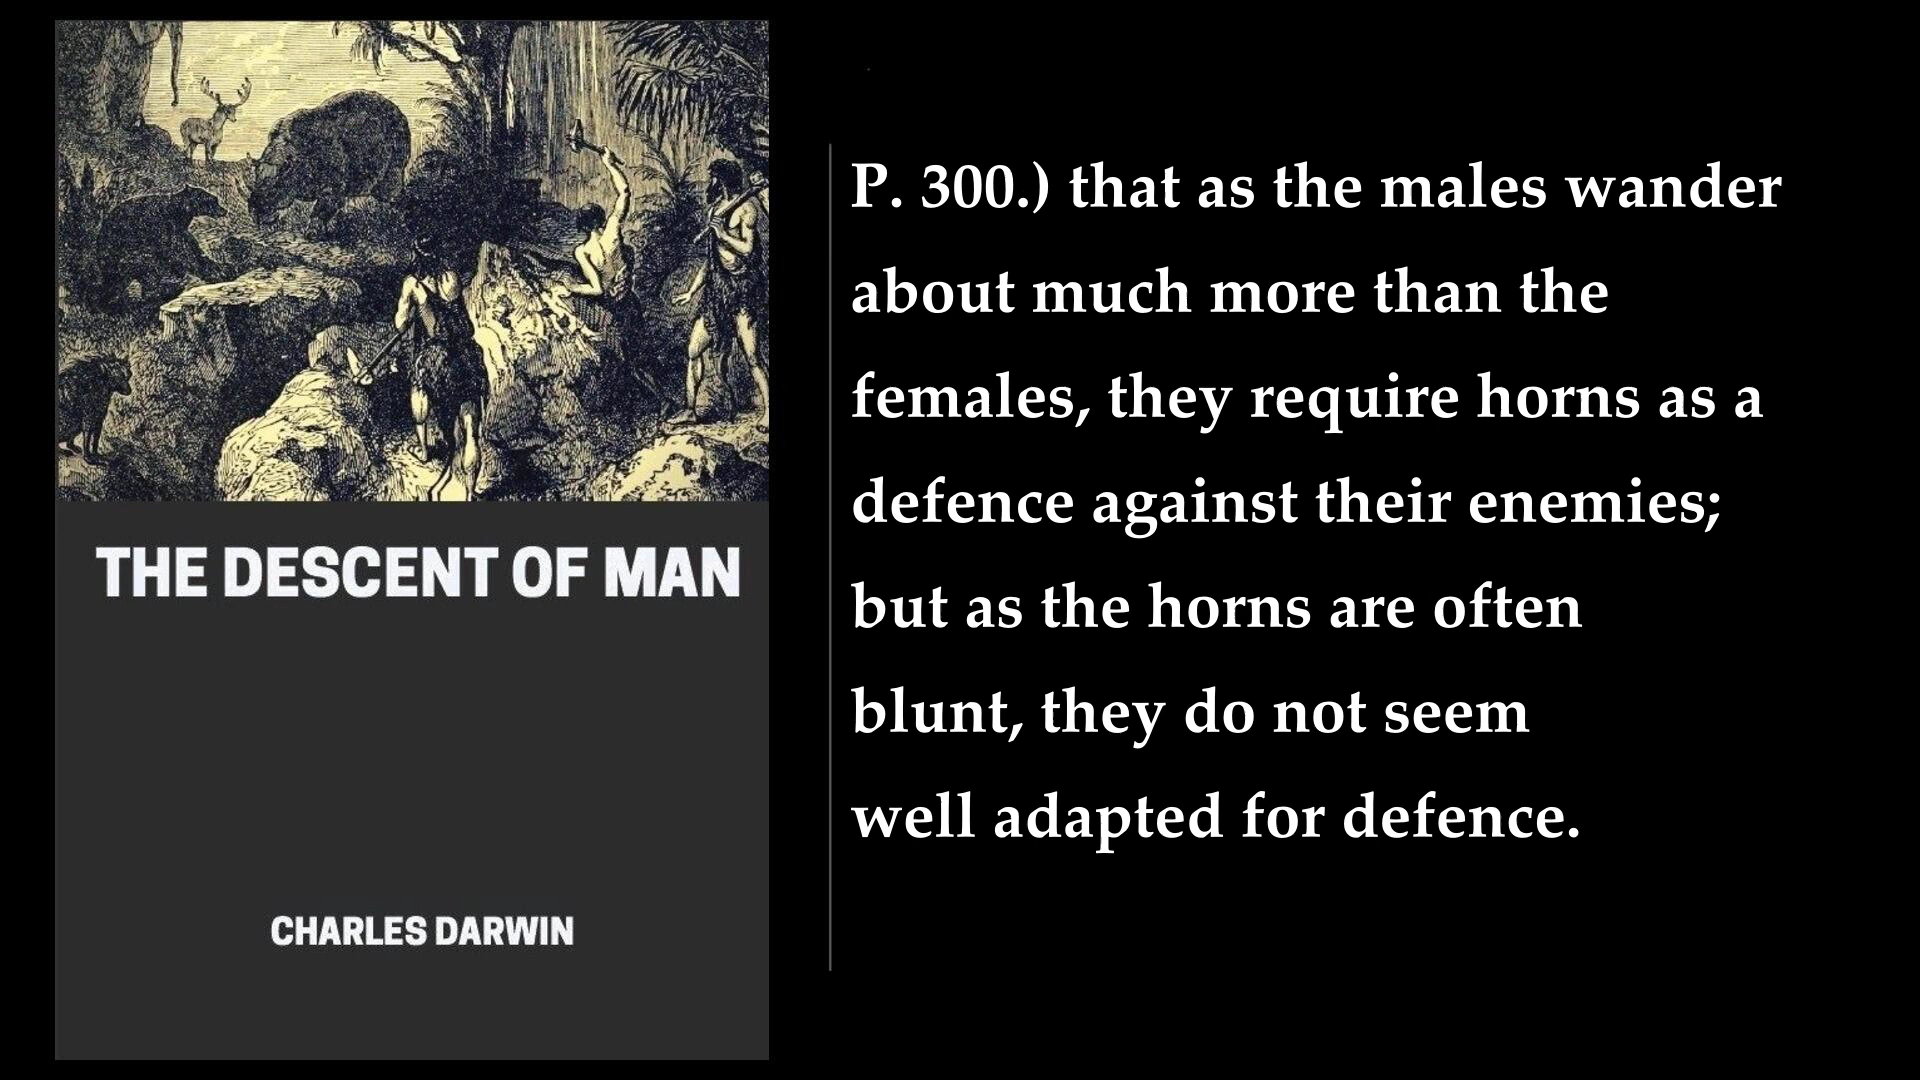 THE DESCENT OF MAN
CHARLES DARWIN
P. 300.) that as the males wander
about much more than the
females, they require horns as a
defence against their enemies;
but as the horns are often
blunt, they do not seem
well adapted for defence.